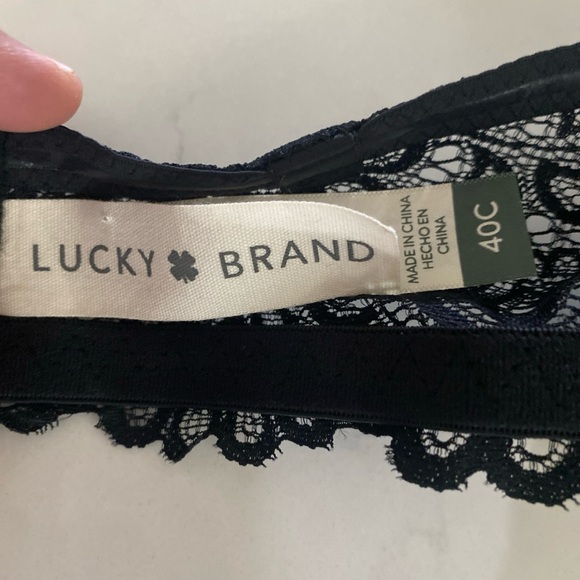 LUCKY BRAND
MADE IN CHINA
HECHO EN
CHINA
40C